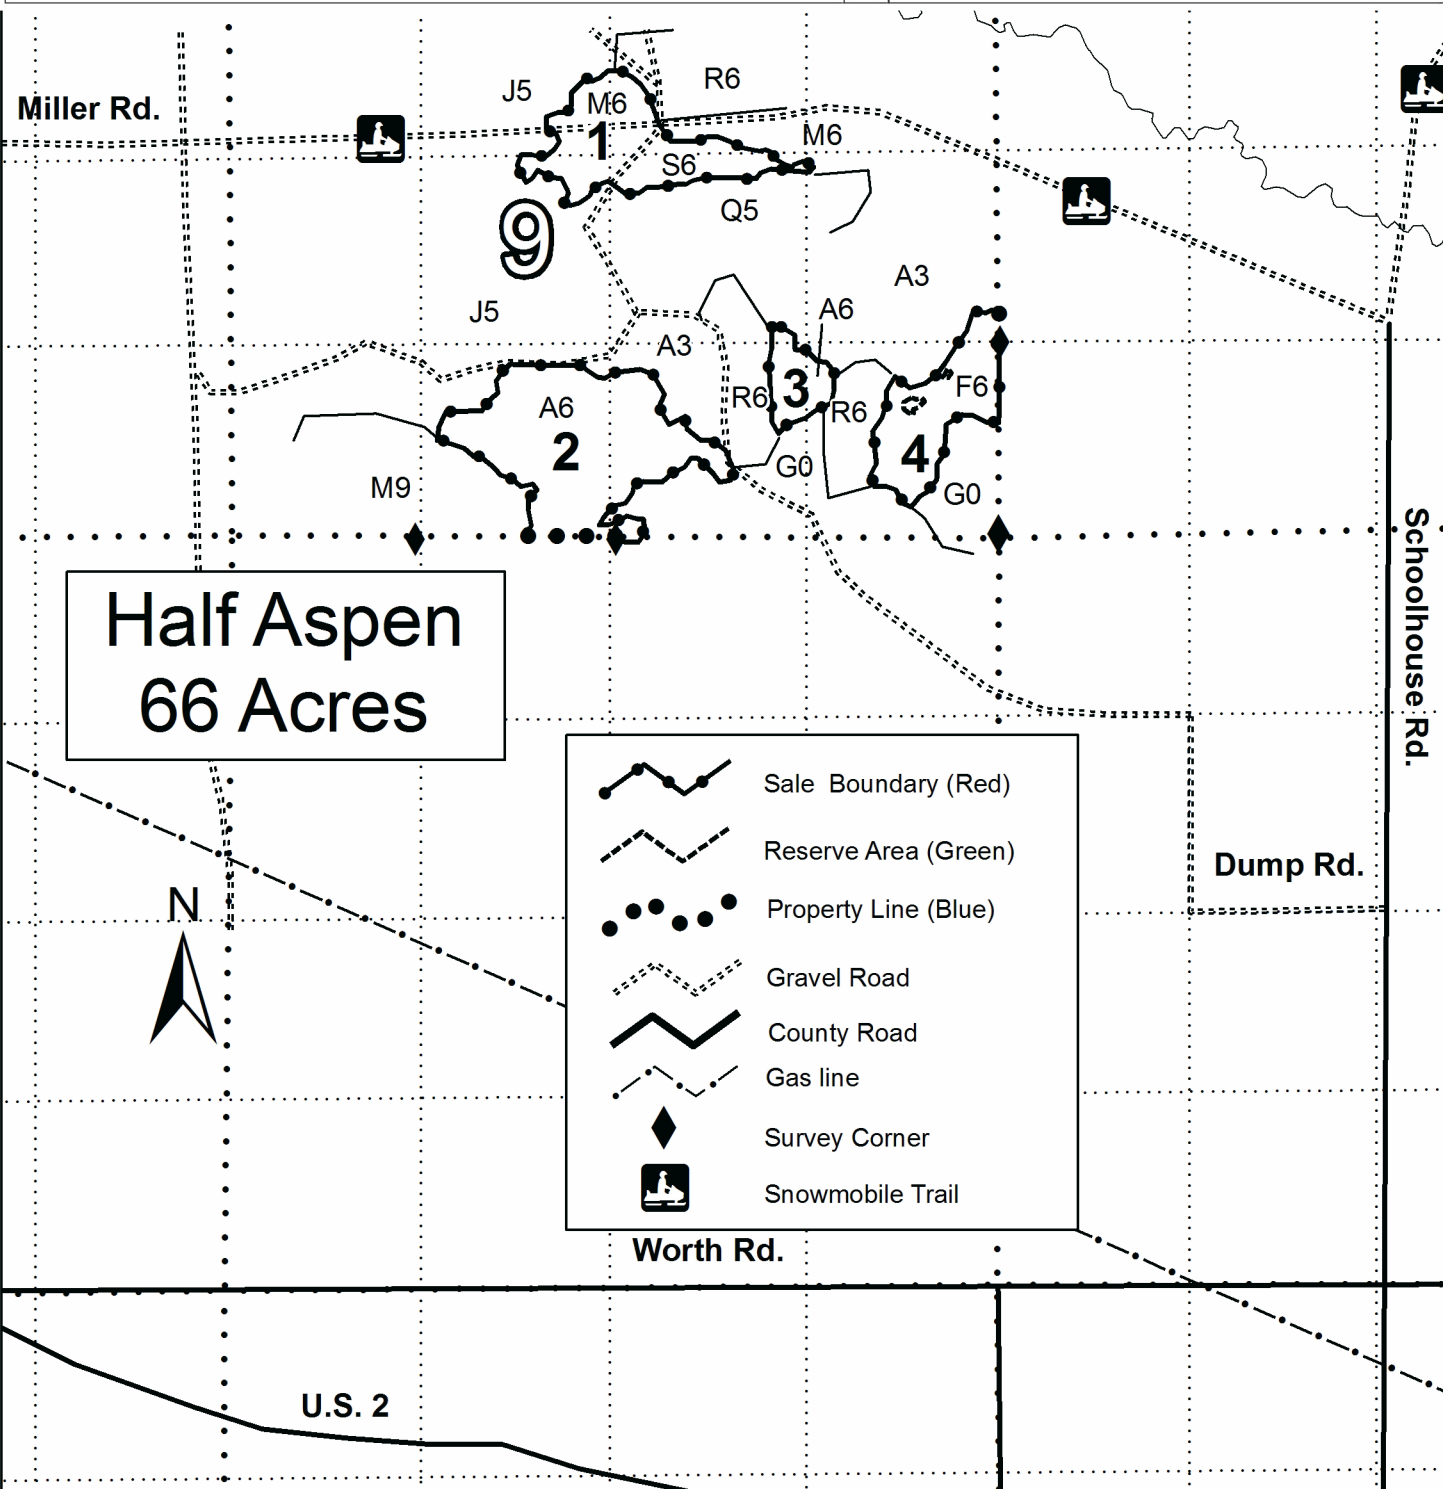 R6
J5
Miller Rd.
M6
1
M6
S6
Q5
9
A3
J5
A6
A3
R6
3
R6
F6
A6
2
4
G0
G0
M9
Schoolhouse Rd.
Half Aspen
66 Acres
Sale Boundary (Red)
Reserve Area (Green)
Dump Rd.
N
Property Line (Blue)
Gravel Road
County Road
Gas line
Survey Corner
Snowmobile Trail
Worth Rd.
U.S. 2